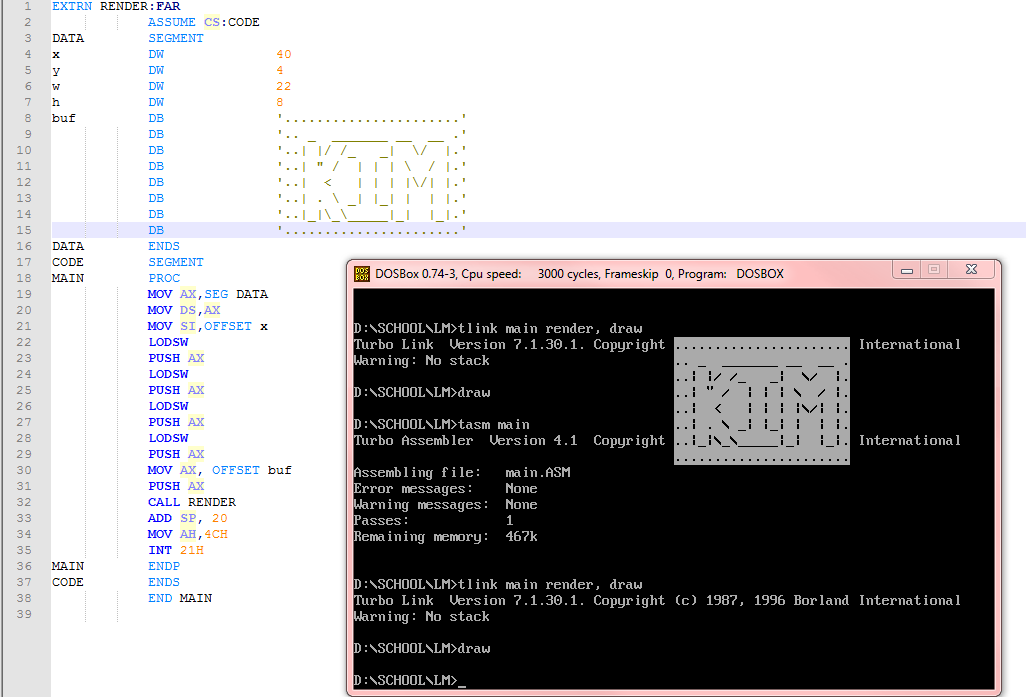 1 EXTRN RENDER:FAR
2 ASSUME CS:CODE
3 DATA SEGMENT
4 x DW 40
5 y DW 4
6 w DW 22
7 h DW 8
8 buf DB '......................'
9 DB '.. _  _______ __  __ .'
10 DB '..| |/ /_   _|  \/  |.'
11 DB '..| " /  | | | \  / |.'
12 DB '..|  <   | | | |\/| |.'
13 DB '..| . \ _| |_| |  | |.'
14 DB '..|_|\_\_____|_|  |_|.'
15 DB '......................'
16 DATA ENDS
17 CODE SEGMENT
18 MAIN PROC
19 MOV AX,SEG DATA
20 MOV DS,AX
21 MOV SI,OFFSET x
22 LODSW
23 PUSH AX
24 LODSW
25 PUSH AX
26 LODSW
27 PUSH AX
28 LODSW
29 PUSH AX
30 MOV AX, OFFSET buf
31 PUSH AX
32 CALL RENDER
33 ADD SP, 20
34 MOV AH,4CH
35 INT 21H
36 MAIN ENDP
37 CODE ENDS
38 END MAIN
39
DOSBox 0.74-3, Cpu speed: 3000 cycles, Frameskip 0, Program: DOSBOX
D:\SCHOOL\LM>tlink main render, draw
Turbo Link Version 7.1.30.1. Copyright ...................... International
Warning: No stack .. _  _______ __  __ .
..| |/ /_   _|  \/  |.
D:\SCHOOL\LM>draw ..| " /  | | | \  / |.
..|  <   | | | |\/| |.
D:\SCHOOL\LM>tasm main ..| . \ _| |_| |  | |.
Turbo Assembler Version 4.1 Copyright ..|_|\_\_____|_|  |_|. International
......................
Assembling file: main.ASM
Error messages: None
Warning messages: None
Passes: 1
Remaining memory: 467k
D:\SCHOOL\LM>tlink main render, draw
Turbo Link Version 7.1.30.1. Copyright (c) 1987, 1996 Borland International
Warning: No stack
D:\SCHOOL\LM>draw
D:\SCHOOL\LM>_